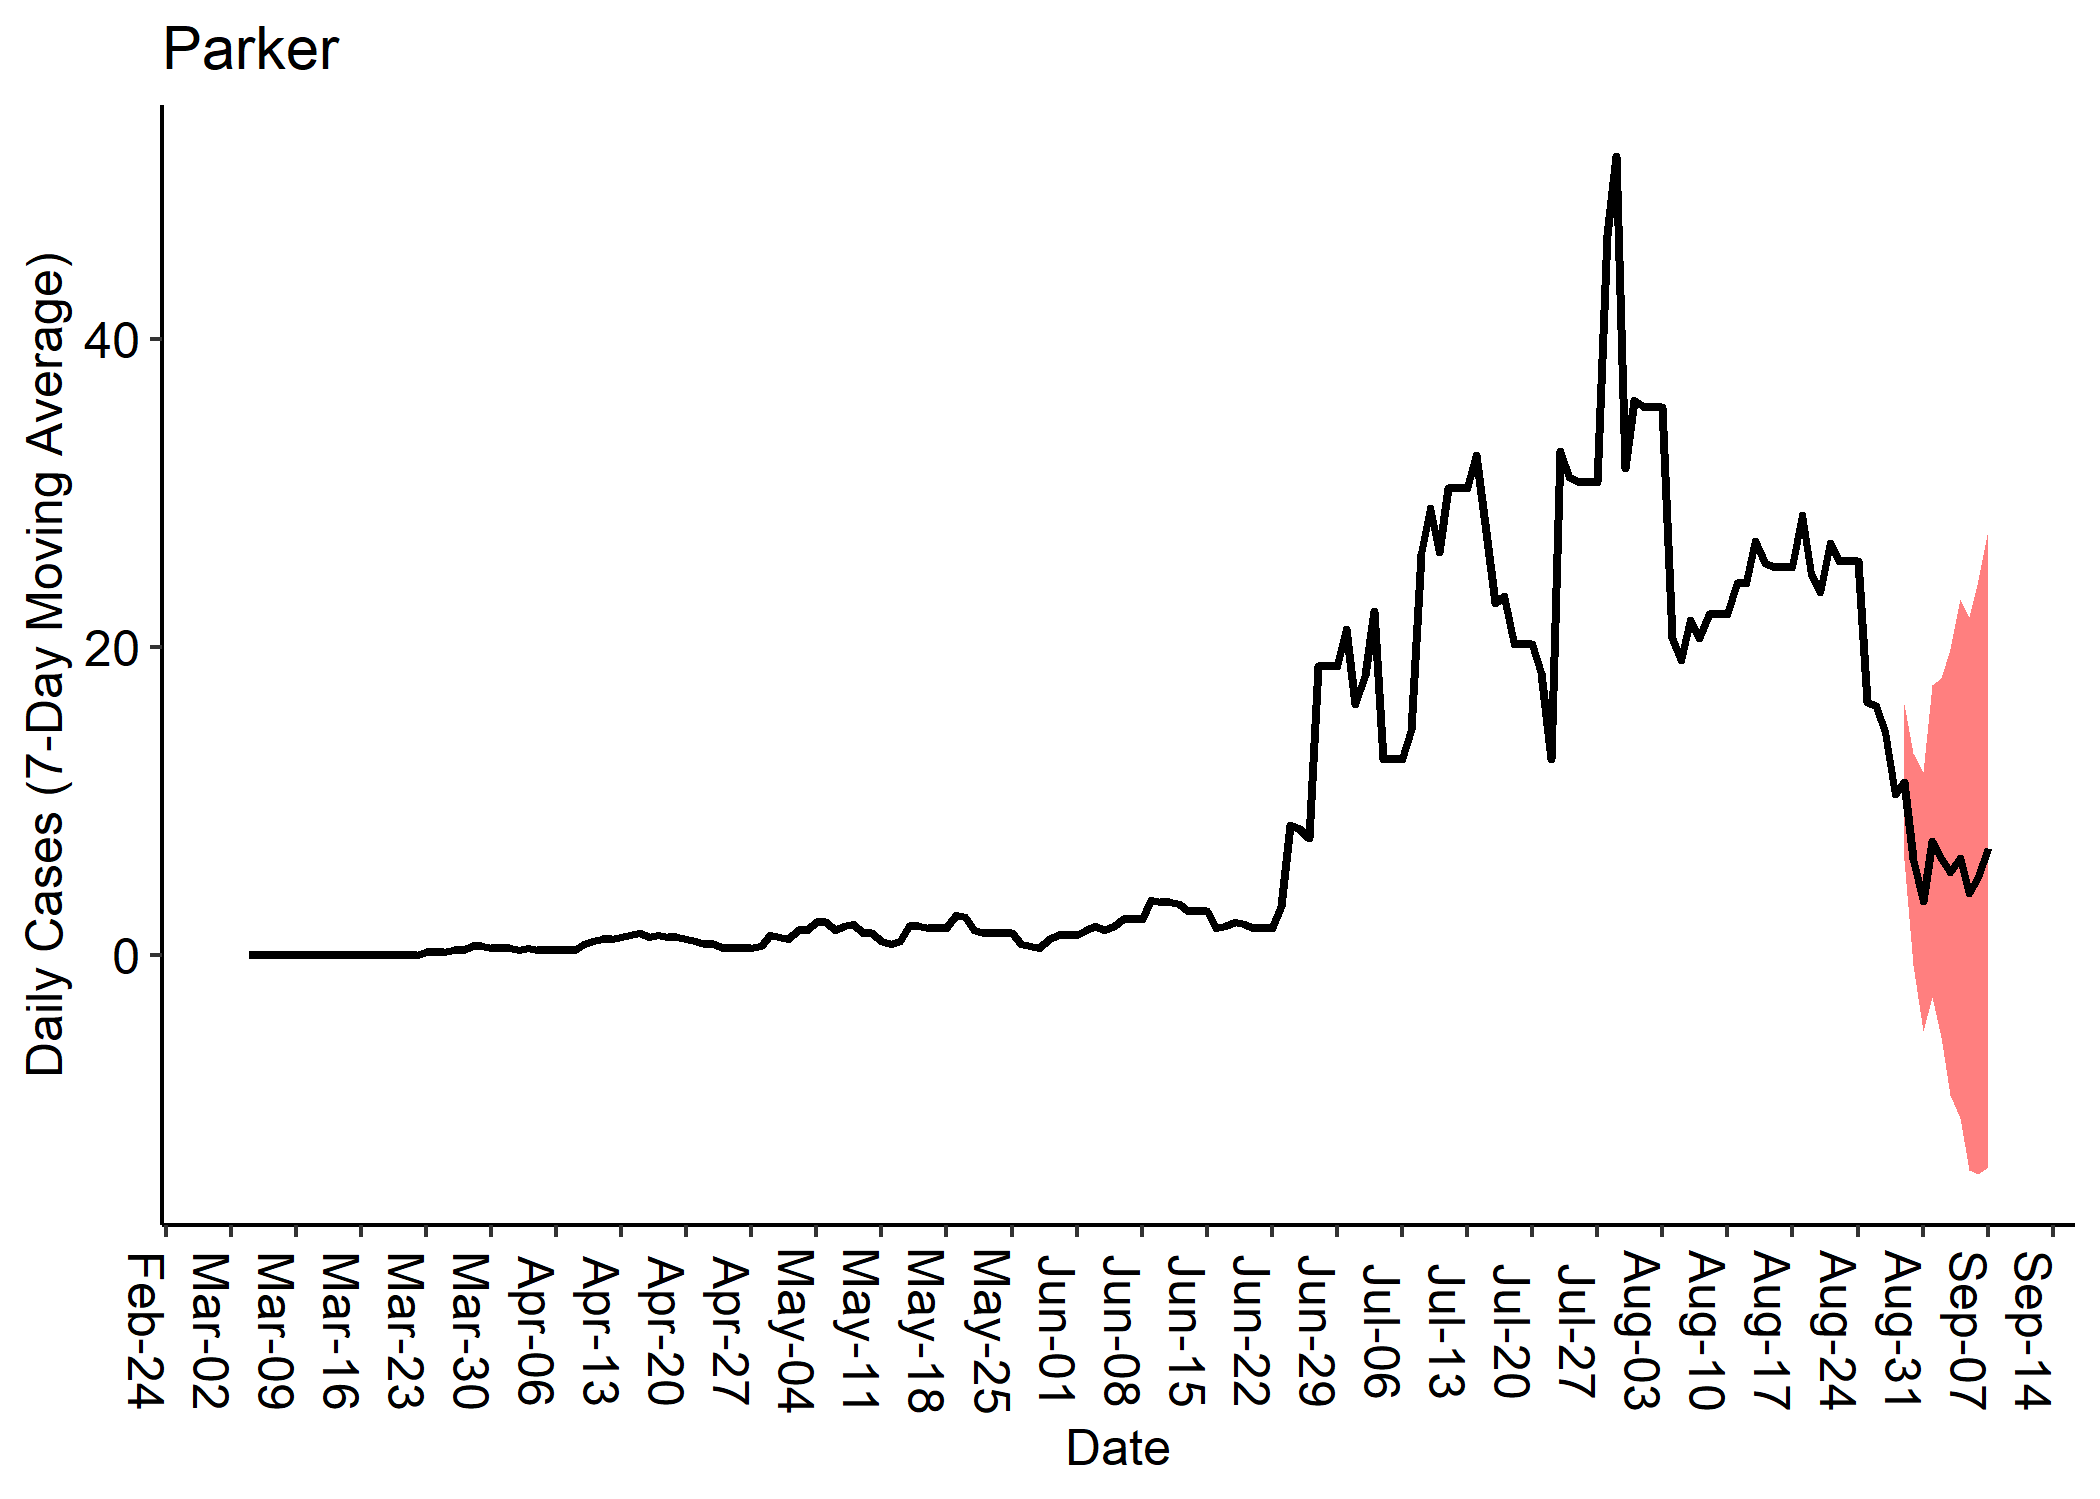 Parker
Daily Cases (7-Day Moving Average)
40
20
0
Feb-24
Mar-02
Mar-09
Mar-16
Mar-23
Mar-30
Apr-06
Apr-13
Apr-20
Apr-27
May-04
May-11
May-18
May-25
Jun-01
Jun-08
Jun-15
Jun-22
Jun-29
Jul-06
Jul-13
Jul-20
Jul-27
Aug-03
Aug-10
Aug-17
Aug-24
Aug-31
Sep-07
Sep-14
Date